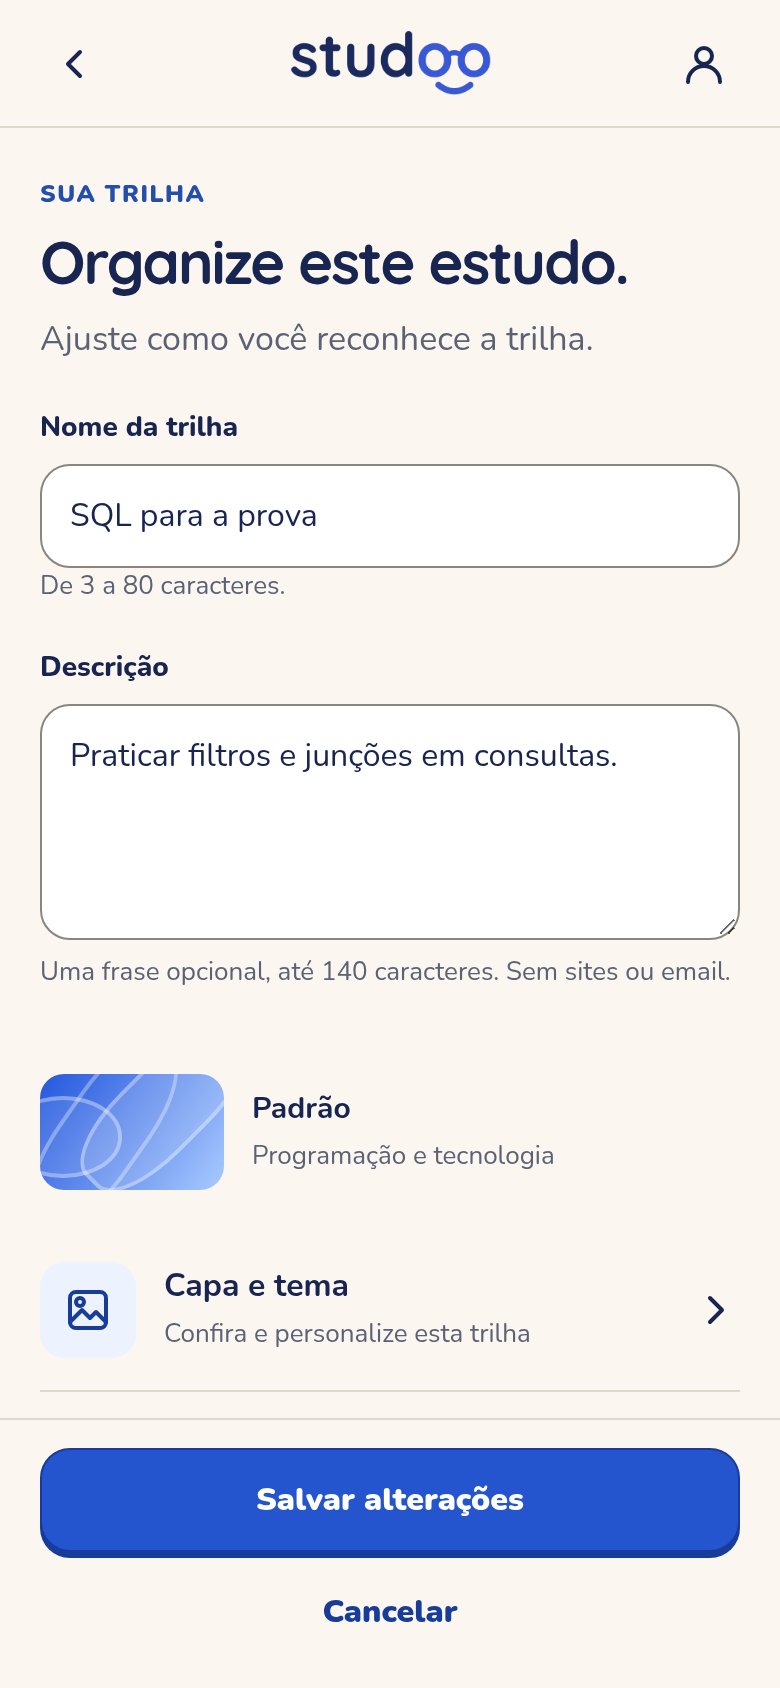 studoo
SUA TRILHA
Organize este estudo.
Ajuste como você reconhece a trilha.
Nome da trilha
SQL para a prova
De 3 a 80 caracteres.
Descrição
Praticar filtros e junções em consultas.
Uma frase opcional, até 140 caracteres. Sem sites ou email.
Padrão
Programação e tecnologia
Capa e tema
Confira e personalize esta trilha
Salvar alterações
Cancelar